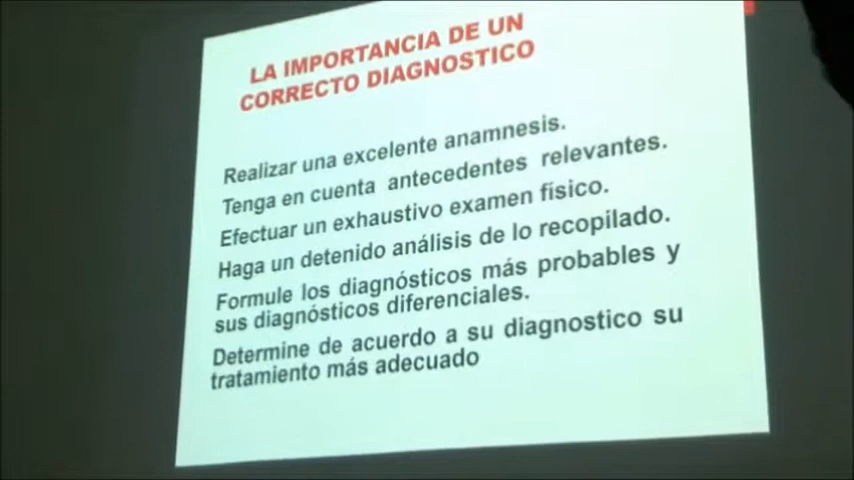 LA IMPORTANCIA DE UN
CORRECTO DIAGNOSTICO
Realizar una excelente anamnesis.
Tenga en cuenta antecedentes relevantes.
Efectuar un exhaustivo examen físico.
Haga un detenido análisis de lo recopilado.
Formule los diagnósticos más probables y
sus diagnósticos diferenciales.
Determine de acuerdo a su diagnostico su
tratamiento más adecuado